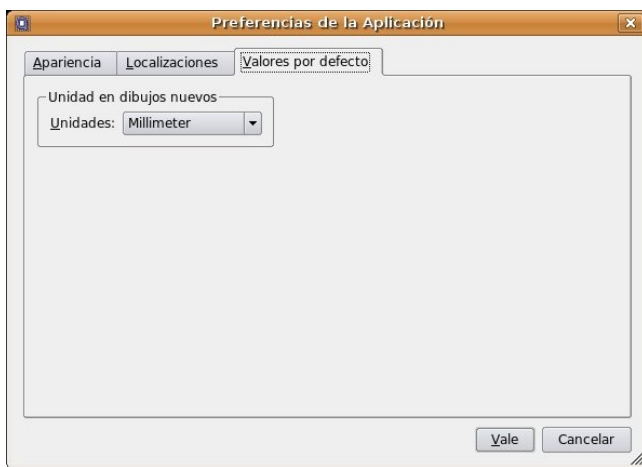 Preferencias de la Aplicación
Apariencia Localizaciones Valores por defecto
Unidad en dibujos nuevos
Unidades: Millimeter
Vale Cancelar